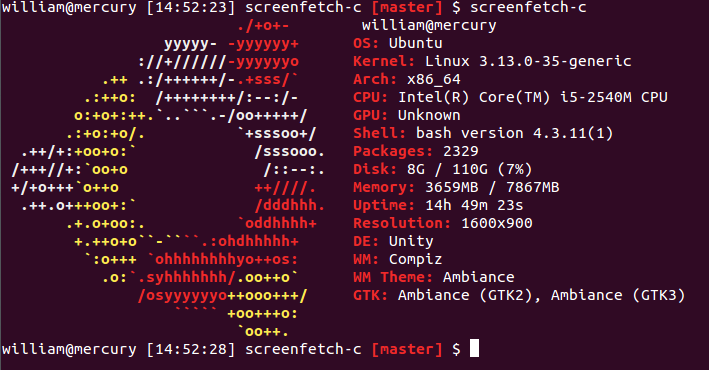 william@mercury [14:52:23] screenfetch-c [master] $ screenfetch-c
                          ./+o+-       william@mercury
                  yyyyy- -yyyyyy+      OS: Ubuntu
               ://+//////-yyyyyyo      Kernel: Linux 3.13.0-35-generic
           .++ .:/++++++/-.+sss/`      Arch: x86_64
         .:++o:  /++++++++/:--:/-      CPU: Intel(R) Core(TM) i5-2540M CPU
        o:+o+:++.`..```.-/oo+++++/     GPU: Unknown
       .:+o:+o/.          `+sssoo+/    Shell: bash version 4.3.11(1)
  .++/+:+oo+o:`             /sssooo.   Packages: 2329
 /+++//+:`oo+o               /::--:.   Disk: 8G / 110G (7%)
 +/+o+++`o++o               ++////.    Memory: 3659MB / 7867MB
  .++.o+++oo+:`             /dddhhh.   Uptime: 14h 49m 23s
       .+.o+oo:.          `oddhhhh+    Resolution: 1600x900
        +.++o+o``-````.:ohdhhhhh+      DE: Unity
         `:o+++ `ohhhhhhhhyo++os:      WM: Compiz
           .o:`.syhhhhhhh/.oo++o`      WM Theme: Ambiance
               /osyyyyyyo++ooo+++/     GTK: Ambiance (GTK2), Ambiance (GTK3)
                   ````` +oo+++o:
                          `oo++.
william@mercury [14:52:28] screenfetch-c [master] $